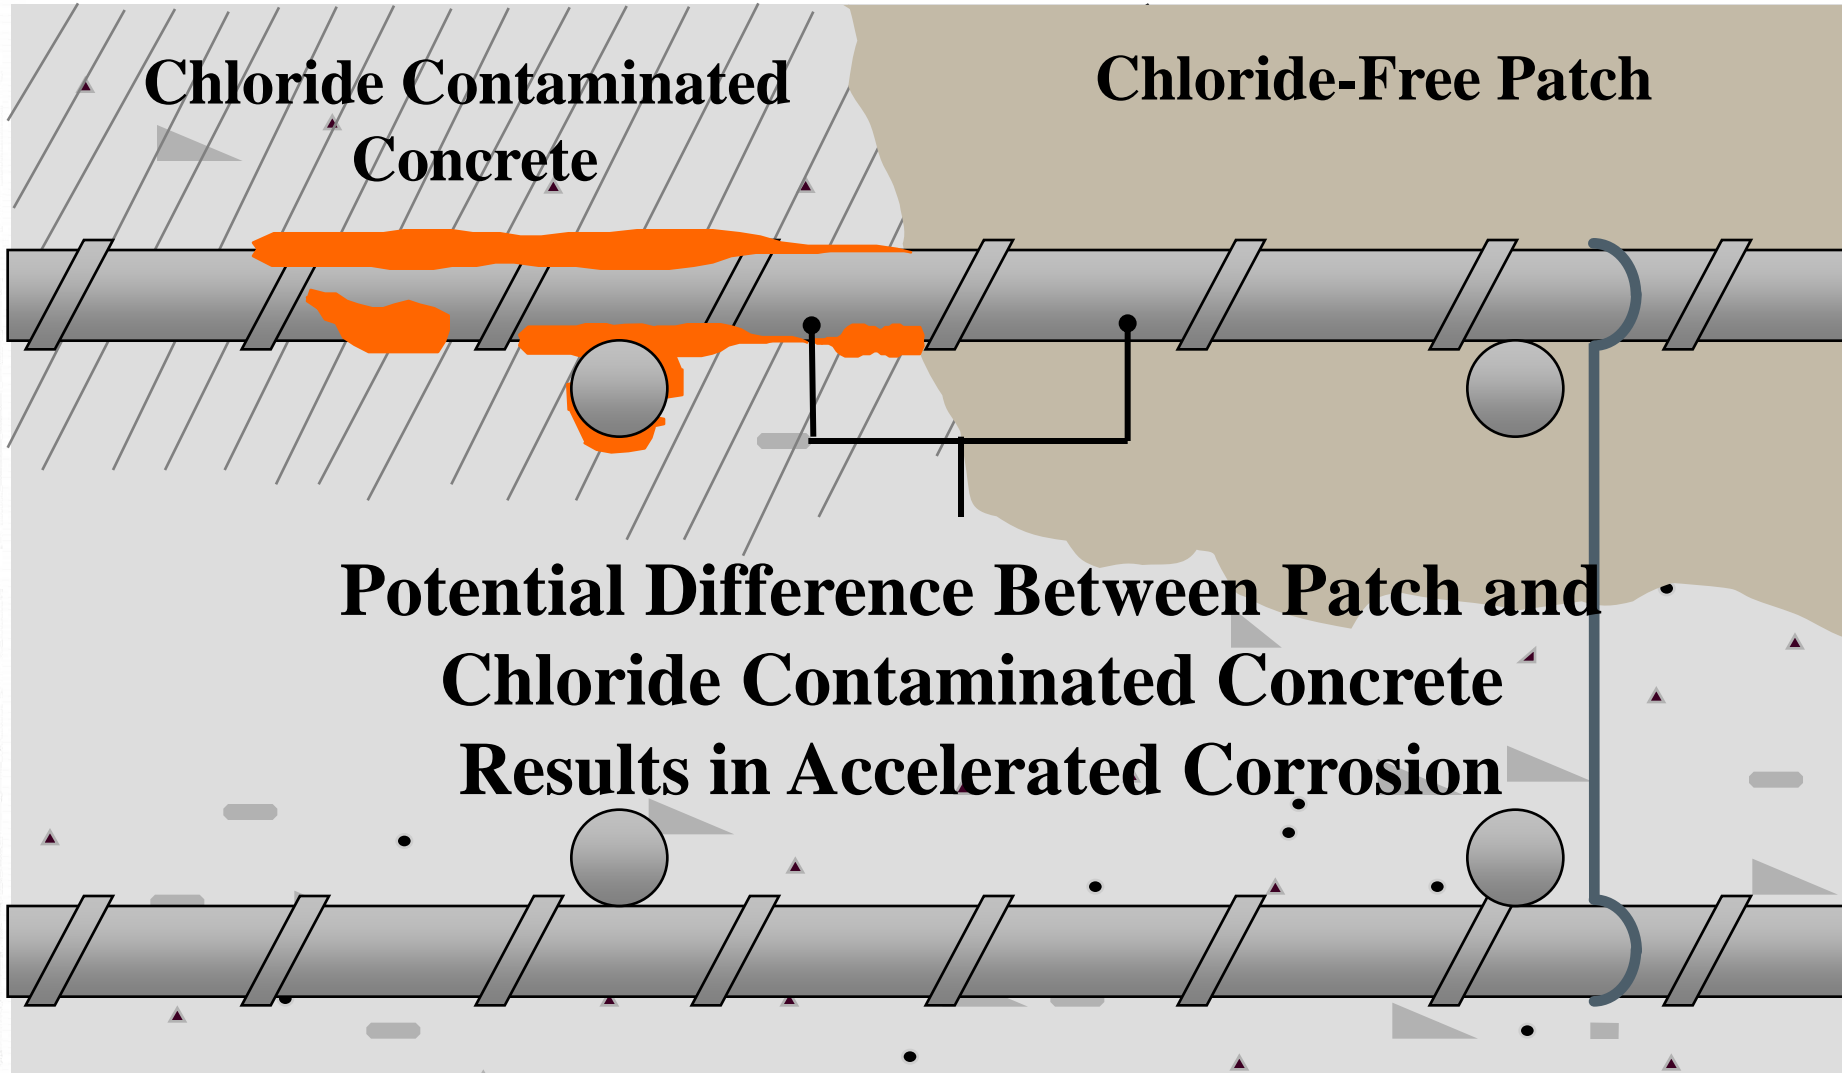 Chloride Contaminated
Concrete
Chloride-Free Patch
Potential Difference Between Patch and
Chloride Contaminated Concrete
Results in Accelerated Corrosion